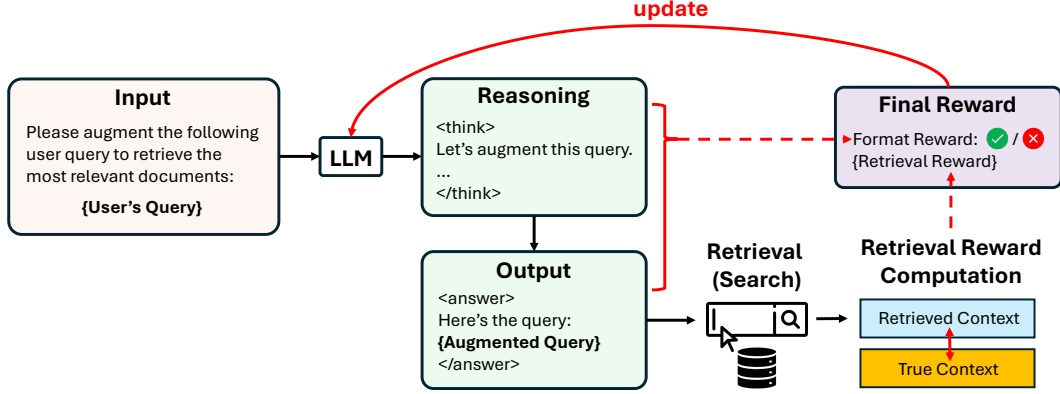 update
Input
Please augment the following
user query to retrieve the
most relevant documents:
{User's Query}
LLM
Reasoning
<think>
Let's augment this query.
...
</think>
Output
<answer>
Here's the query:
{Augmented Query}
</answer>
Retrieval
(Search)
Final Reward
Format Reward: /
{Retrieval Reward}
Retrieval Reward
Computation
Retrieved Context
True Context